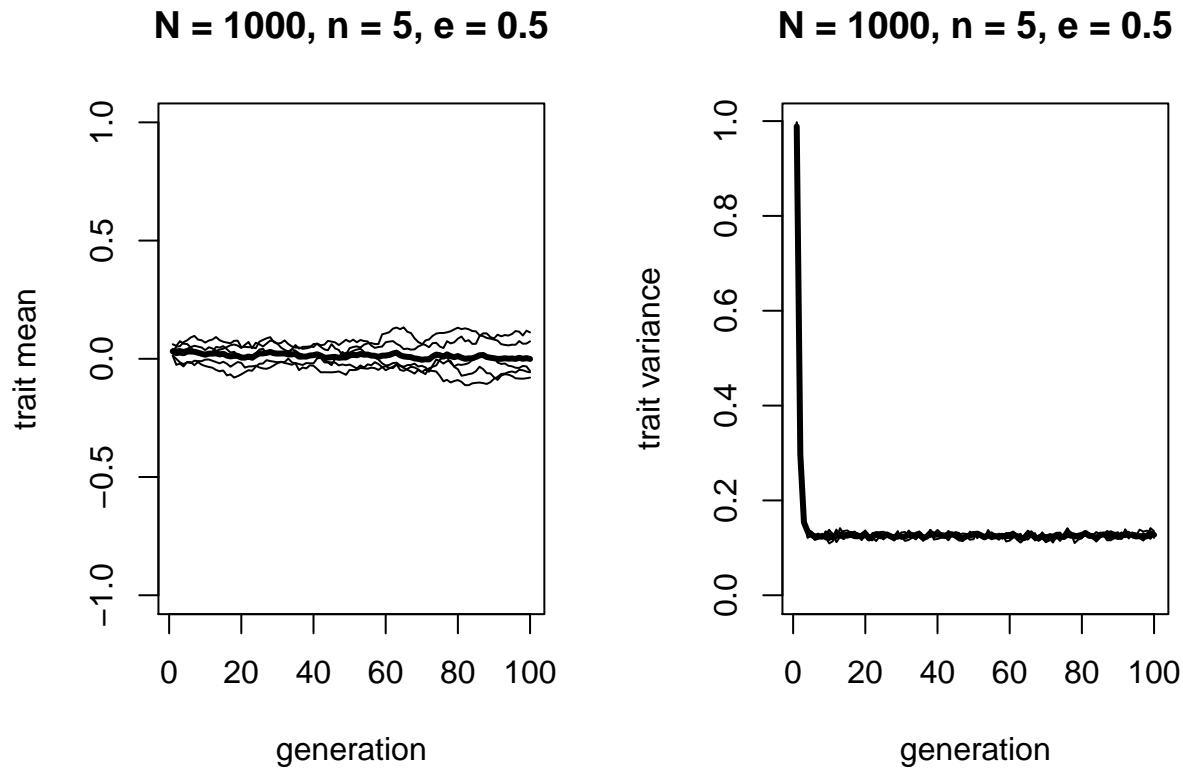 N = 1000, n = 5, e = 0.5
trait mean
1.0
0.5
0.0
−0.5
−1.0
0 20 40 60 80 100
generation
N = 1000, n = 5, e = 0.5
trait variance
1.0
0.8
0.6
0.4
0.2
0.0
0 20 40 60 80 100
generation